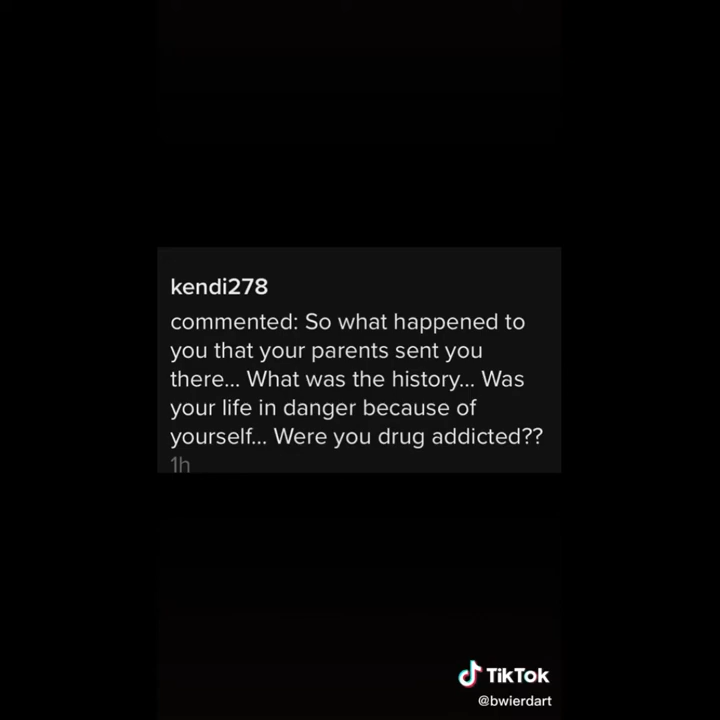 kendi278
commented: So what happened to
you that your parents sent you
there... What was the history... Was
your life in danger because of
yourself... Were you drug addicted??
1h
TikTok
@bwierdart